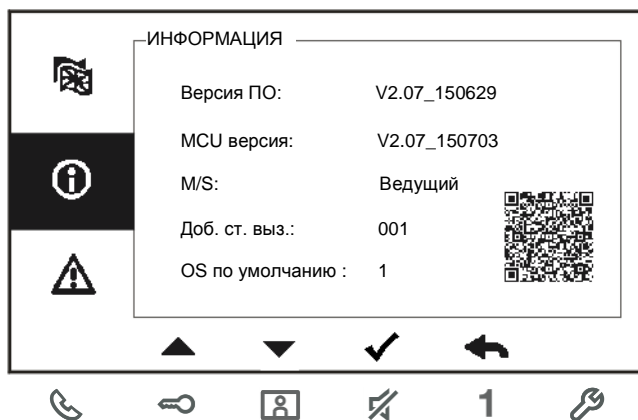 ИНФОРМАЦИЯ
Версия ПО: V2.07_150629
MCU версия: V2.07_150703
M/S: Ведущий
Доб. ст. выз.: 001
OS по умолчанию : 1
1